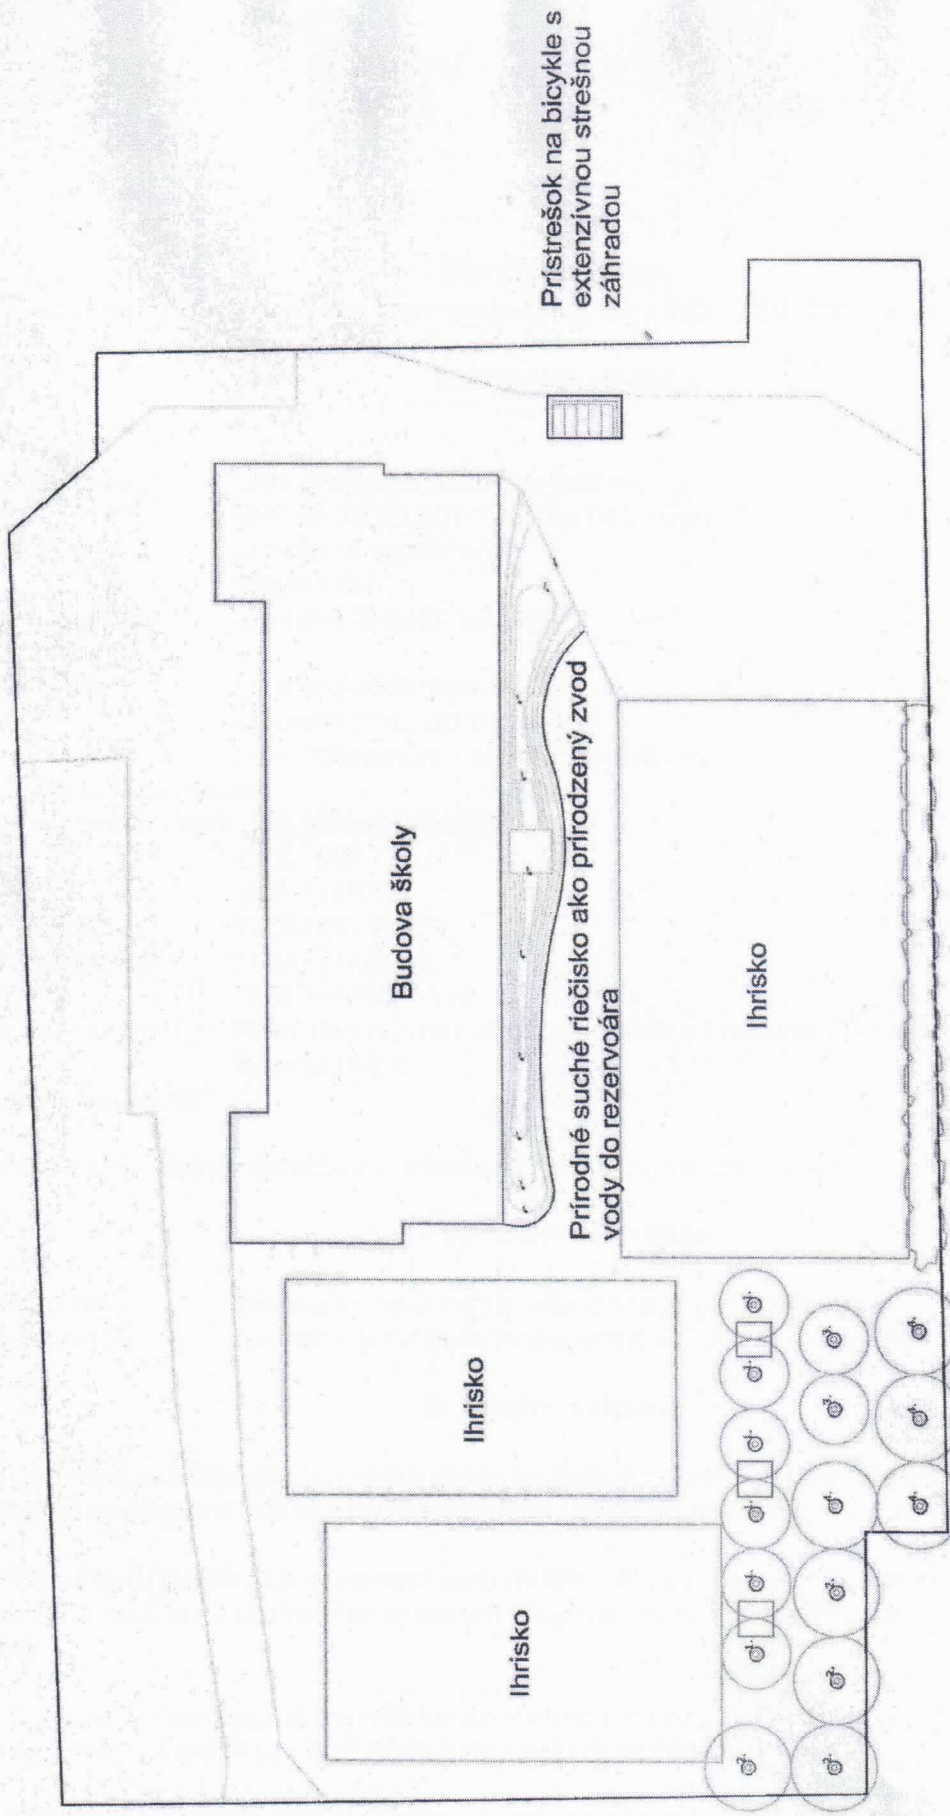 Prístrešok na bicykle s
extenzívnou strešnou
záhradou
Budova školy
Prírodné suché riečisko ako prirodzený zvod
vody do rezervoára
Ihrisko
Ihrisko
Ihrisko